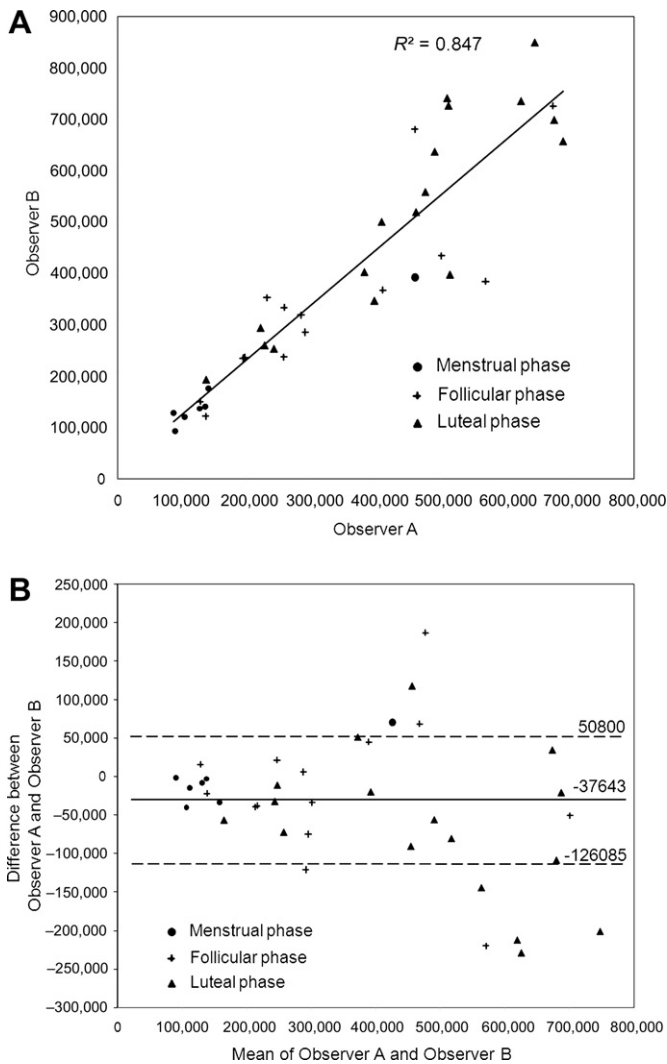 A
900,000
800,000
700,000
600,000
500,000
400,000
300,000
200,000
100,000
0
Observer B
R² = 0.847
Menstrual phase
Follicular phase
Luteal phase
0 100,000 200,000 300,000 400,000 500,000 600,000 700,000 800,000
Observer A
B
250,000
200,000
150,000
100,000
50,000
0
–50,000
–100,000
–150,000
–200,000
–250,000
–300,000
Difference between
Observer A and Observer B
50800
-37643
-126085
Menstrual phase
Follicular phase
Luteal phase
0 100,000 200,000 300,000 400,000 500,000 600,000 700,000 800,000
Mean of Observer A and Observer B